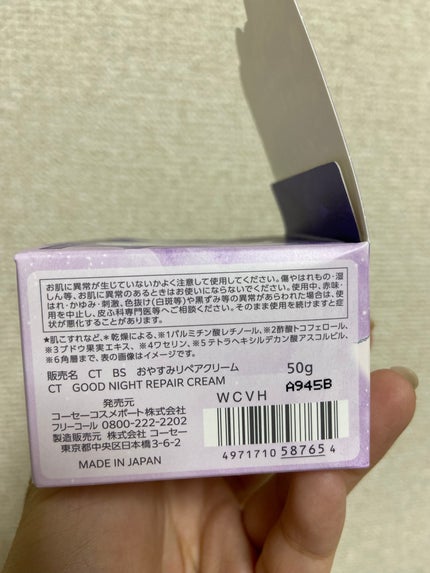 お肌に異常が生じていないかよく注意して使用してください。傷やはれもの・湿
しん等、お肌に異常のあるときはお使いにならないでください。使用中、赤味・
はれ・かゆみ・刺激、色抜け(白斑等)や黒ずみ等の異常があらわれた場合は、使
用を中止し、皮ふ科専門医等へご相談ください。そのまま使用を続けますと症
状が悪化することがあります。
★肌こすれなど、＊乾燥による、※1パルミチン酸レチノール、※2酢酸トコフェロール、
※3ブドウ果実エキス、※4ワセリン、※5テトラヘキシルデカン酸アスコルビル、
※6角層まで、表の画像はイメージです。
販売名 CT BS おやすみリペアクリーム
CT GOOD NIGHT REPAIR CREAM
50g
A945B
発売元
コーセーコスメポート株式会社
フリーコール 0800-222-2202
製造販売元 株式会社 コーセー
東京都中央区日本橋3-6-2
MADE IN JAPAN
WCVH
4971710 587654